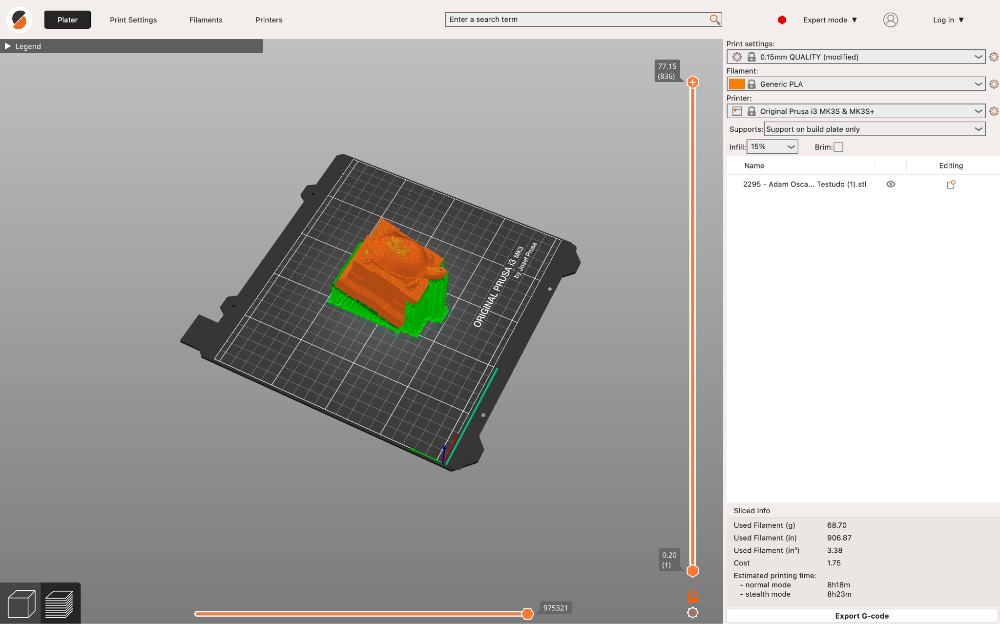 Plater
Print Settings
Filaments
Printers
Enter a search term
Expert mode
Log in
Legend
77.15
(836)
ORIGINAL PRUSA i3 MK3
by Josef Prusa
0.20
(1)
975321
Print settings:
0.15mm QUALITY (modified)
Filament:
Generic PLA
Printer:
Original Prusa i3 MK3S & MK3S+
Supports: Support on build plate only
Infill: 15% Brim:
Name Editing
2295 - Adam Osca... Testudo (1).stl
Sliced Info
Used Filament (g) 68.70
Used Filament (in) 906.87
Used Filament (in³) 3.38
Cost 1.75
Estimated printing time:
- normal mode 8h18m
- stealth mode 8h23m
Export G-code